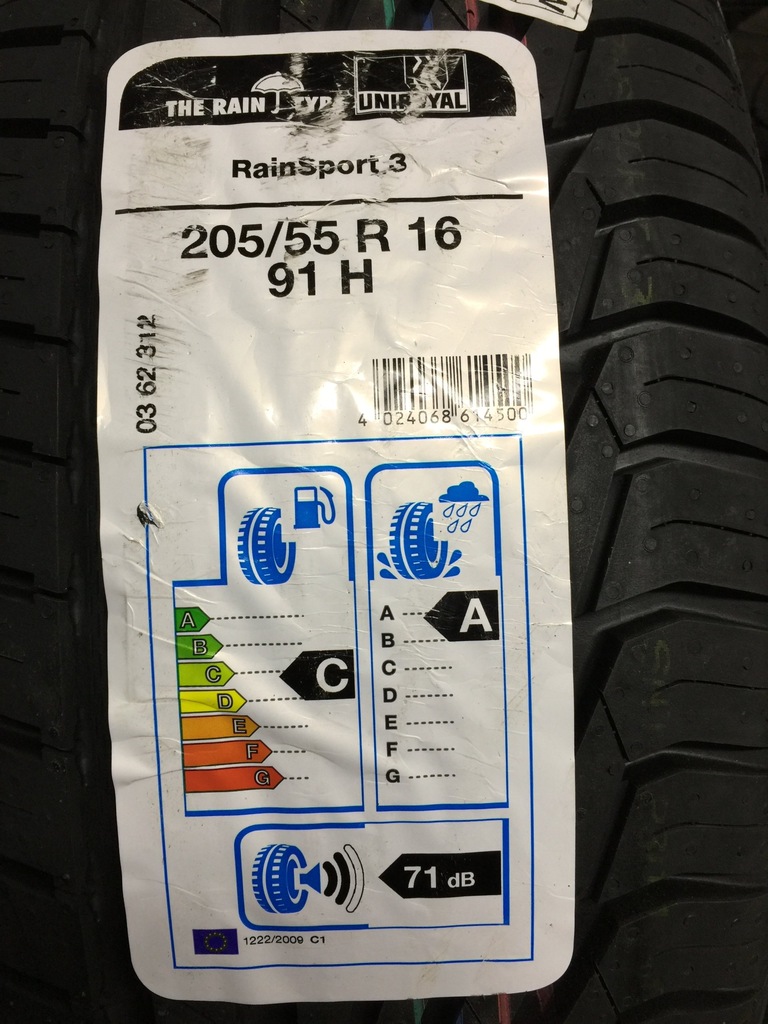 THE RAIN TYRE UNIROYAL
RainSport 3
205/55 R 16
91 H
03 62 312
4 024068 614500
A
B
C
D
E
F
G
C
A
B
C
D
E
F
G
A
71 dB
1222/2009 C1